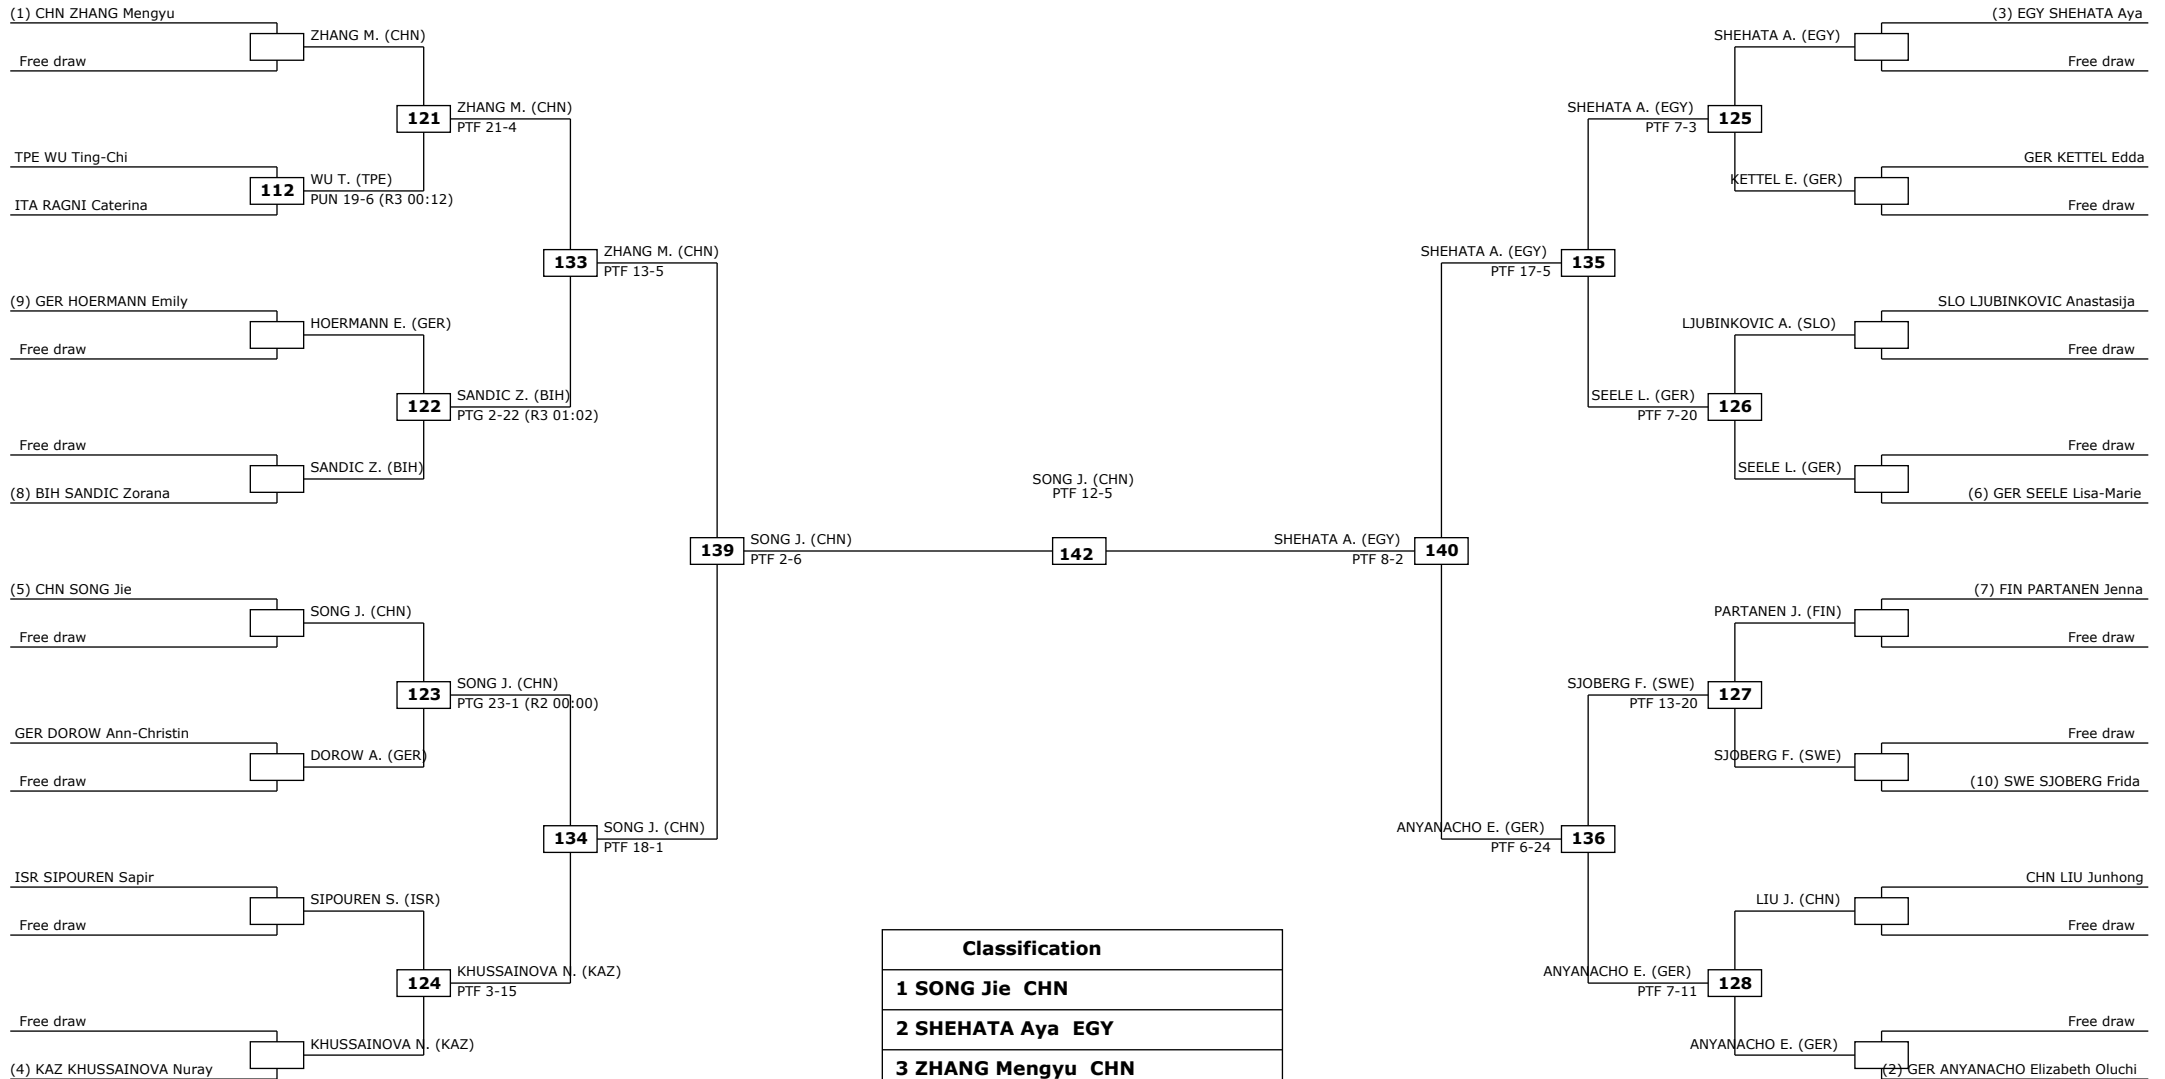 (1) CHN ZHANG Mengyu
ZHANG M. (CHN)
Free draw
121
ZHANG M. (CHN)
PTF 21-4
TPE WU Ting-Chi
112
WU T. (TPE)
PUN 19-6 (R3 00:12)
ITA RAGNI Caterina
133
ZHANG M. (CHN)
PTF 13-5
(9) GER HOERMANN Emily
HOERMANN E. (GER)
Free draw
122
SANDIC Z. (BIH)
PTG 2-22 (R3 01:02)
Free draw
SANDIC Z. (BIH)
(8) BIH SANDIC Zorana
139
SONG J. (CHN)
PTF 2-6
(5) CHN SONG Jie
SONG J. (CHN)
Free draw
123
SONG J. (CHN)
PTG 23-1 (R2 00:00)
GER DOROW Ann-Christin
DOROW A. (GER)
Free draw
134
SONG J. (CHN)
PTF 18-1
ISR SIPOUREN Sapir
SIPOUREN S. (ISR)
Free draw
124
KHUSSAINOVA N. (KAZ)
PTF 3-15
Free draw
KHUSSAINOVA N. (KAZ)
(4) KAZ KHUSSAINOVA Nuray
SONG J. (CHN)
PTF 12-5
142
(3) EGY SHEHATA Aya
SHEHATA A. (EGY)
Free draw
SHEHATA A. (EGY)
PTF 7-3
125
GER KETTEL Edda
KETTEL E. (GER)
Free draw
SHEHATA A. (EGY)
PTF 17-5
135
SLO LJUBINKOVIC Anastasija
LJUBINKOVIC A. (SLO)
Free draw
SEELE L. (GER)
PTF 7-20
126
Free draw
SEELE L. (GER)
(6) GER SEELE Lisa-Marie
SHEHATA A. (EGY)
PTF 8-2
140
(7) FIN PARTANEN Jenna
PARTANEN J. (FIN)
Free draw
SJOBERG F. (SWE)
PTF 13-20
127
Free draw
SJOBERG F. (SWE)
(10) SWE SJOBERG Frida
ANYANACHO E. (GER)
PTF 6-24
136
CHN LIU Junhong
LIU J. (CHN)
Free draw
ANYANACHO E. (GER)
PTF 7-11
128
Free draw
ANYANACHO E. (GER)
(2) GER ANYANACHO Elizabeth Oluchi
Classification
1 SONG Jie CHN
2 SHEHATA Aya EGY
3 ZHANG Mengyu CHN